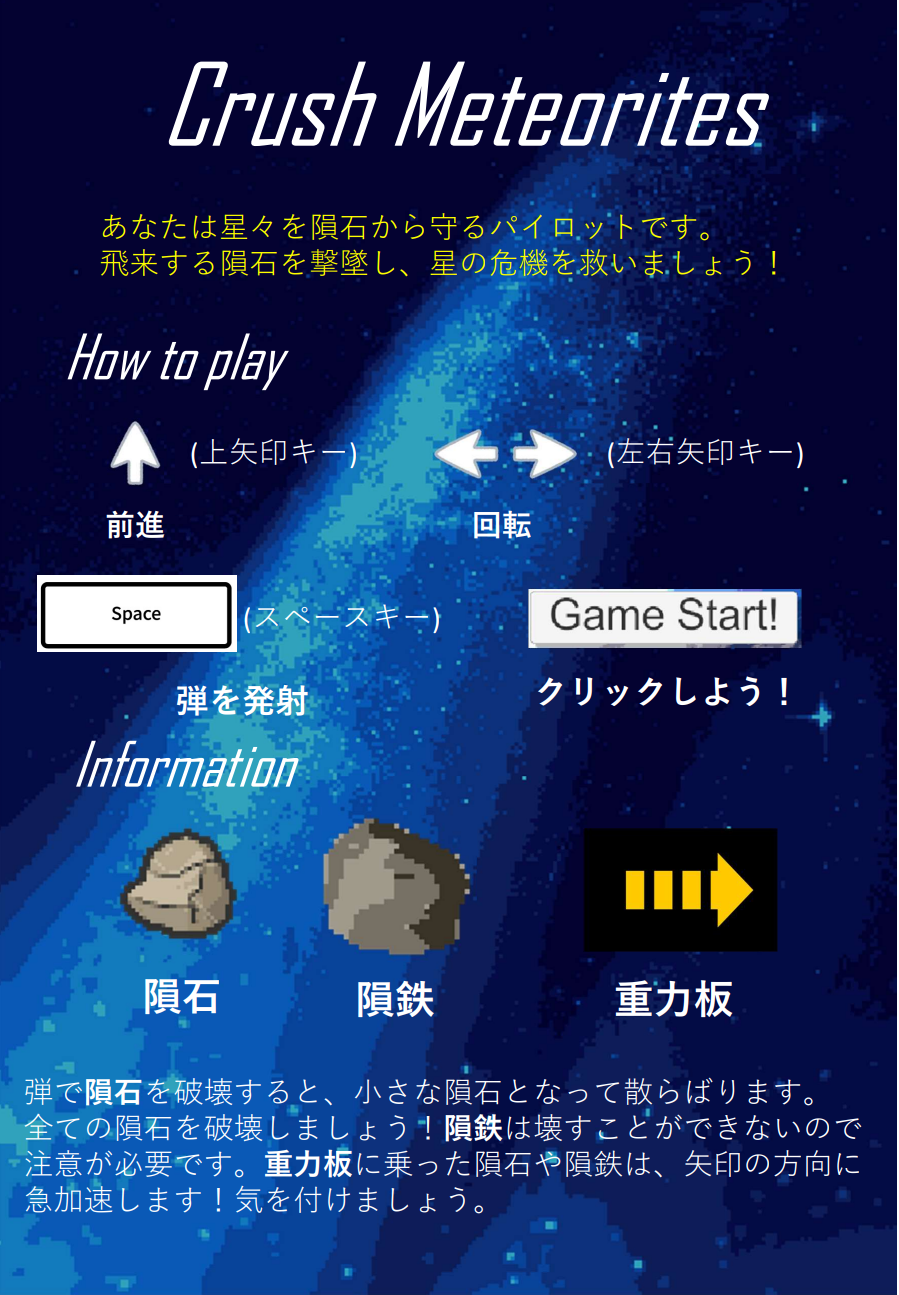 Crush Meteorites
あなたは星々を隕石から守るパイロットです。
飛来する隕石を撃墜し、星の危機を救いましょう！
How to play
(上矢印キー)
(左右矢印キー)
前進
回転
Space
(スペースキー)
Game Start!
弾を発射
クリックしよう！
Information
隕石
隕鉄
重力板
弾で隕石を破壊すると、小さな隕石となって散らばります。
全ての隕石を破壊しましょう！隕鉄は壊すことができないので
注意が必要です。重力板に乗った隕石や隕鉄は、矢印の方向に
急加速します！気を付けましょう。